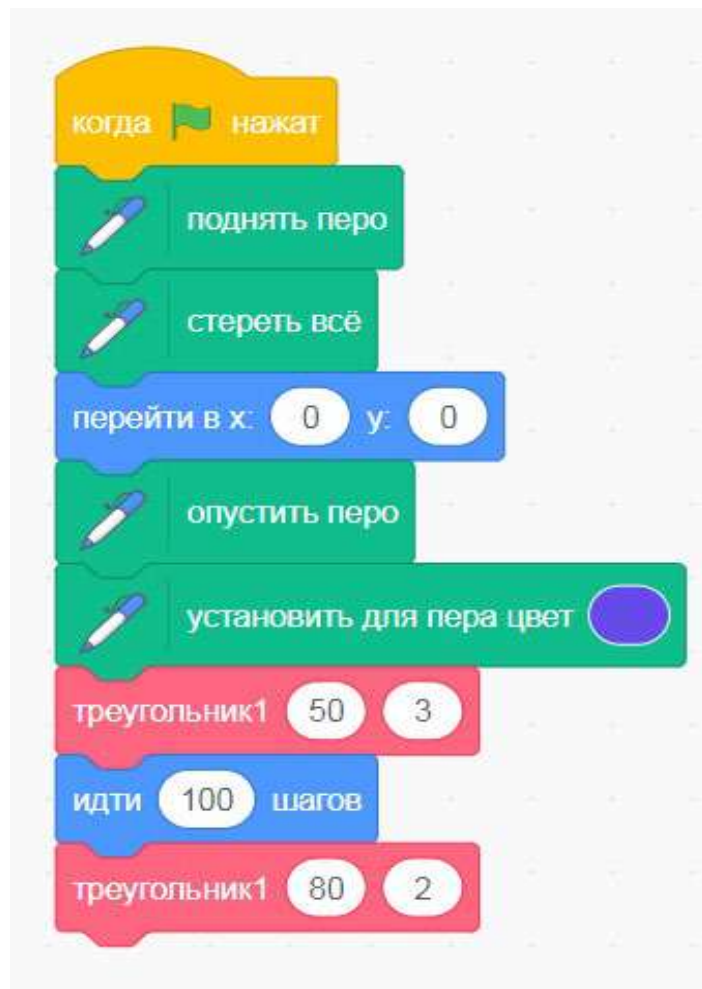 когда нажат
поднять перо
стереть всё
перейти в x: 0 y: 0
опустить перо
установить для пера цвет
треугольник1 50 3
идти 100 шагов
треугольник1 80 2